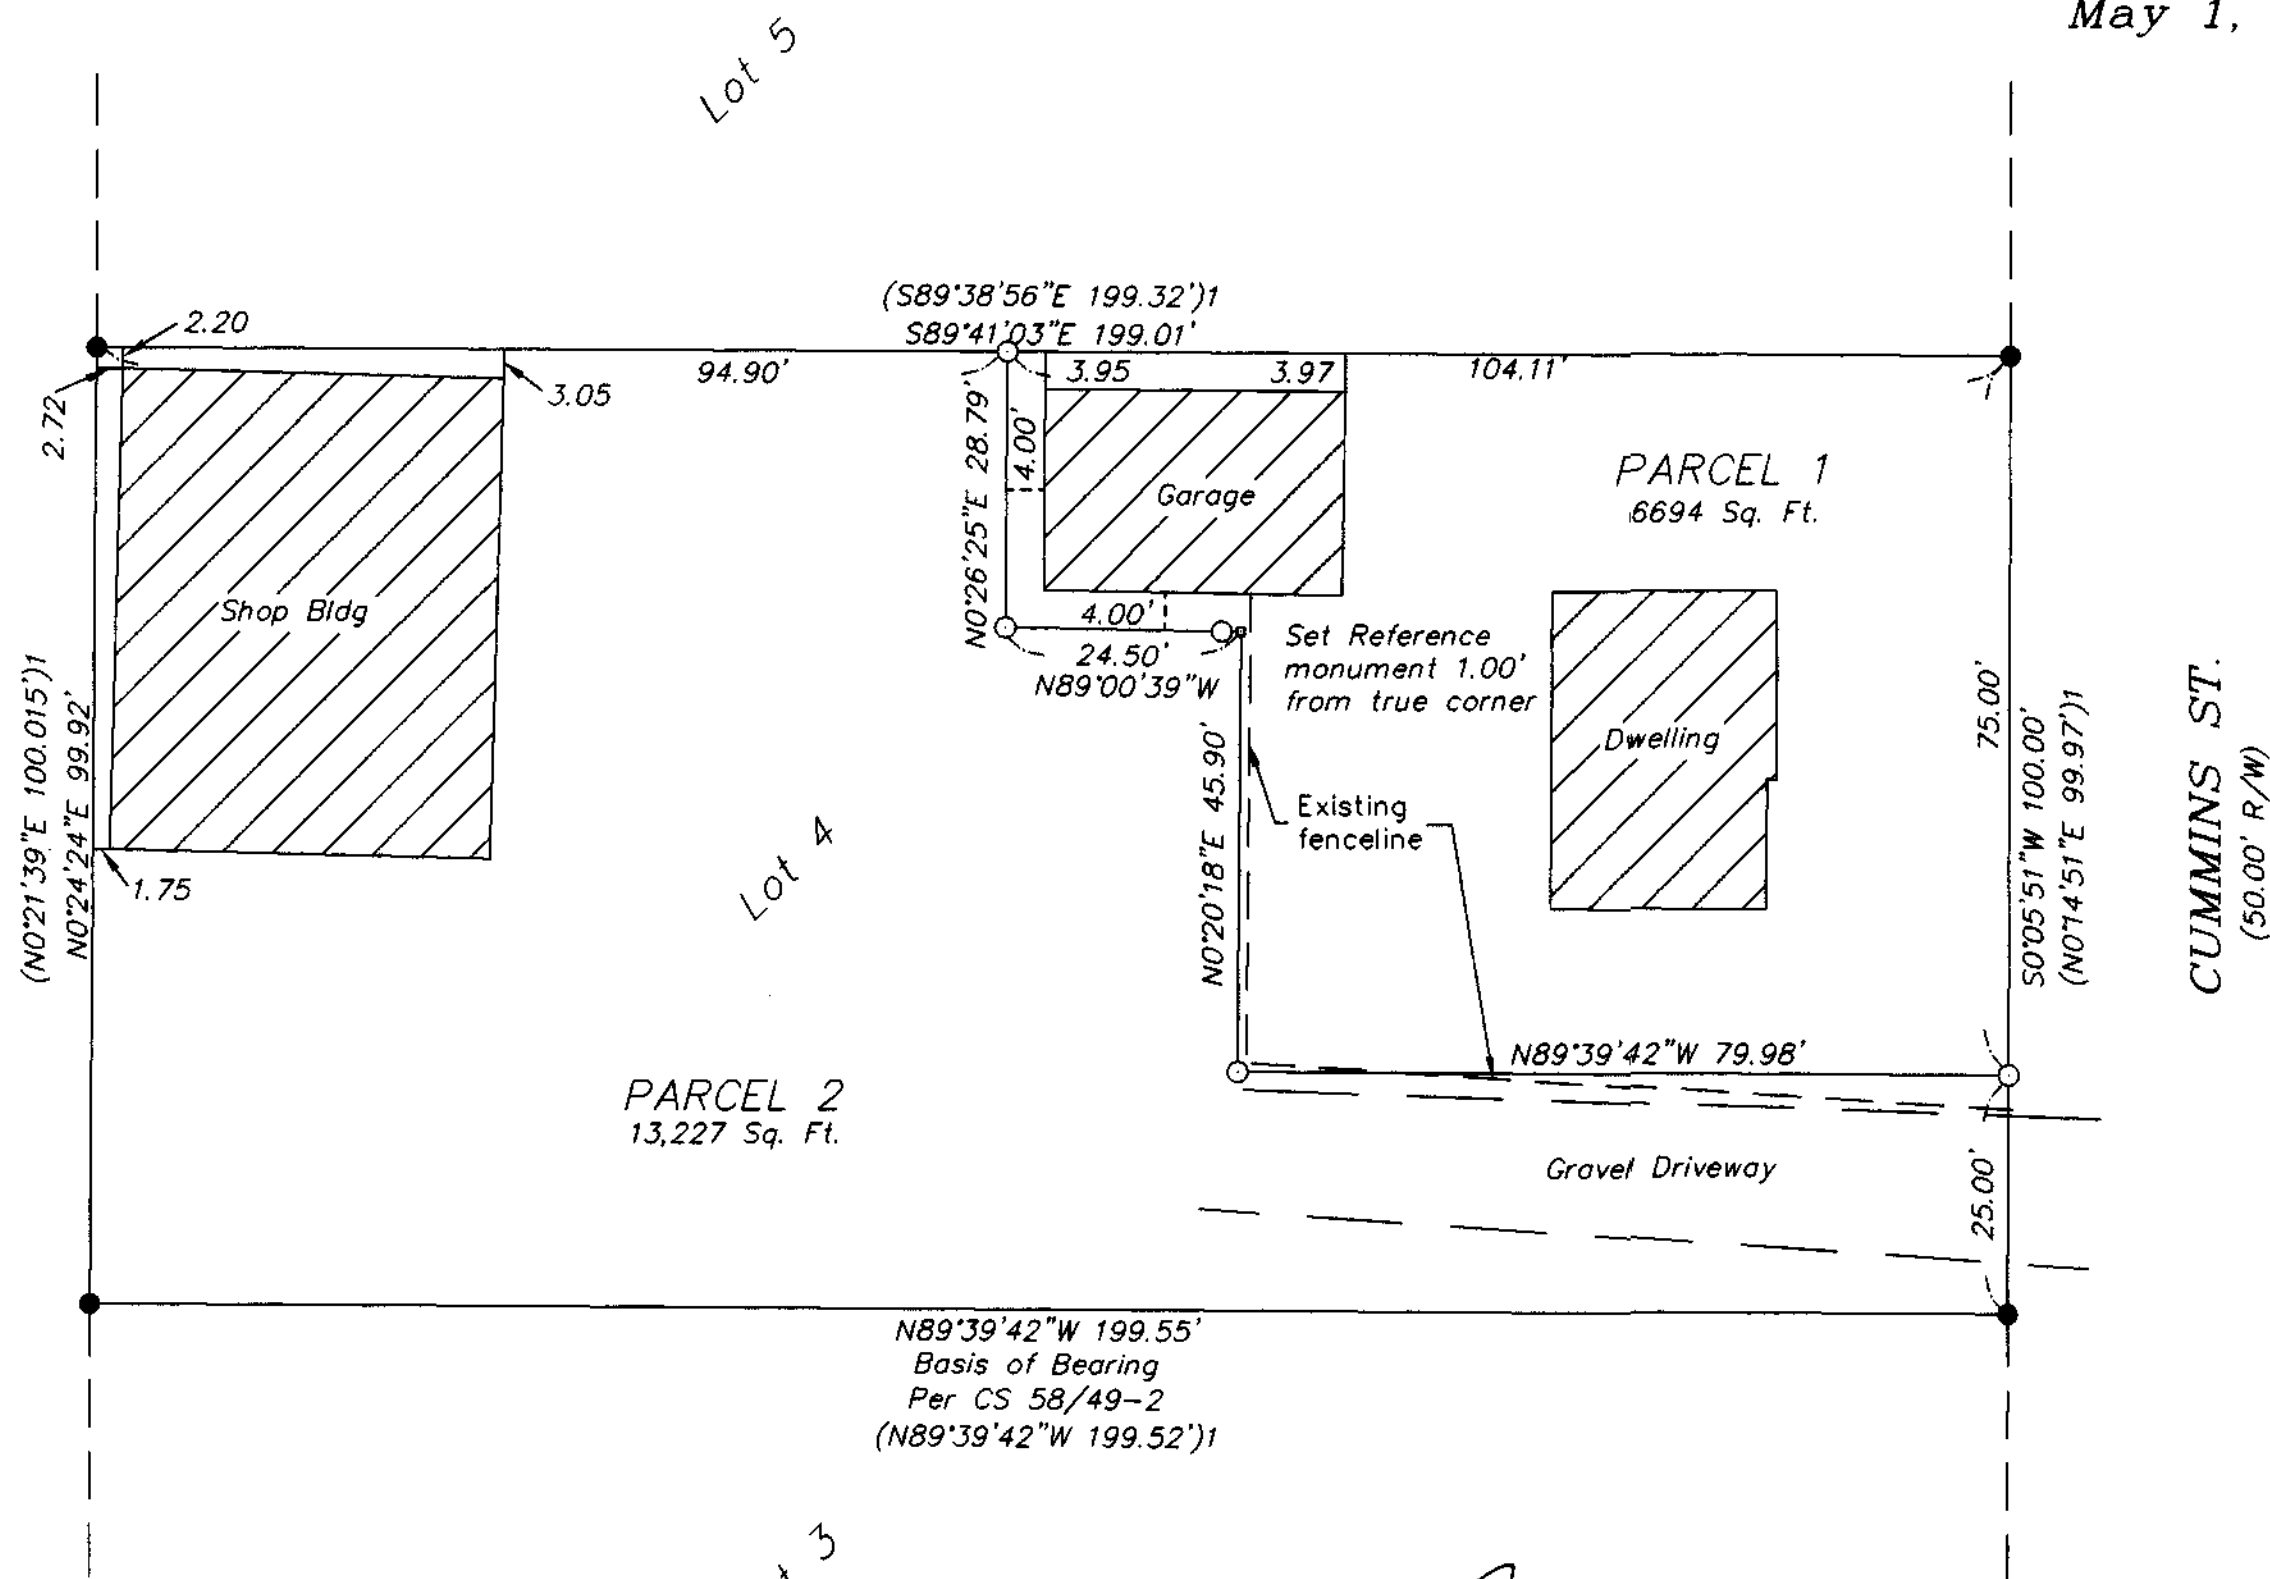 May 1,
Lot 5
(S89°38'56"E 199.32')1
S89°41'03"E 199.01'
2.20
94.90'
3.95
3.97
104.11'
3.05
2.72
N0°26'25"E 28.79'
4.00'
Garage
PARCEL 1
6694 Sq. Ft.
Shop Bldg
4.00'
24.50'
N89°00'39"W
Set Reference
monument 1.00'
from true corner
Dwelling
75.00'
S0°05'51"W 100.00'
(N0°14'51"E 99.97')1
CUMMINS ST.
(50.00' R/W)
(N0°21'39"E 100.015')1
N0°24'24"E 99.92'
N0°20'18"E 45.90'
Existing
fenceline
1.75
Lot 4
N89°39'42"W 79.98'
PARCEL 2
13,227 Sq. Ft.
Gravel Driveway
25.00'
N89°39'42"W 199.55'
Basis of Bearing
Per CS 58/49-2
(N89°39'42"W 199.52')1
3